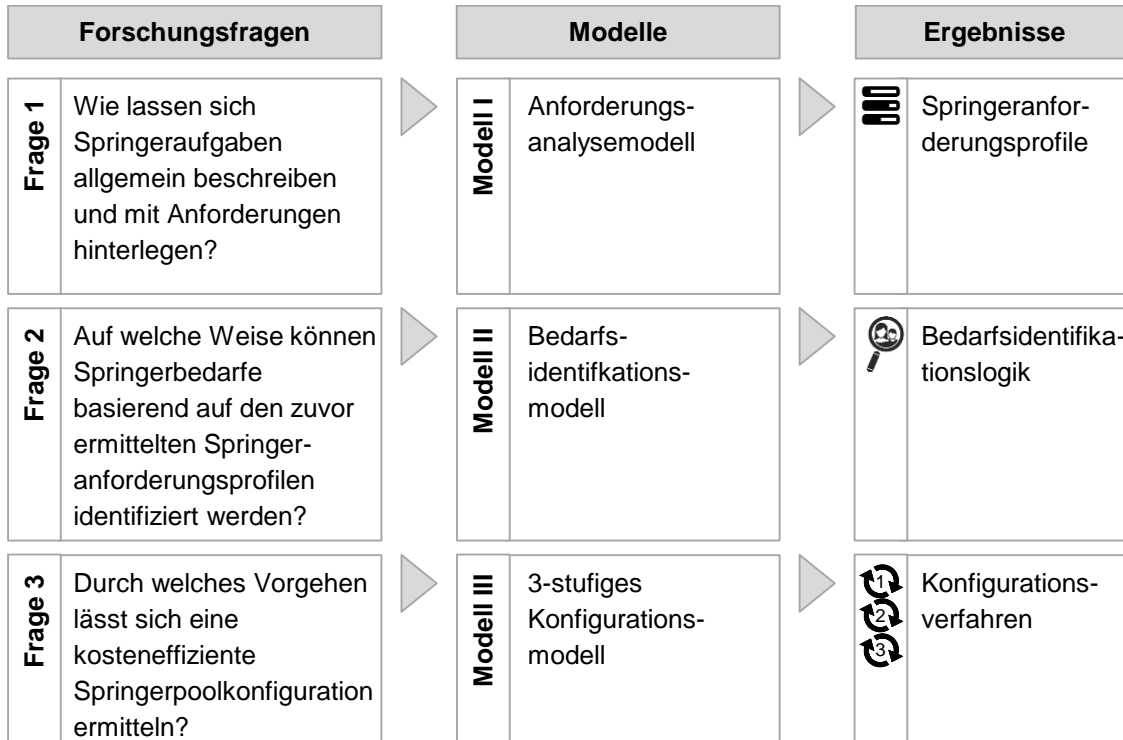 Forschungsfragen
Modelle
Ergebnisse
Frage 1
Wie lassen sich
Springeraufgaben
allgemein beschreiben
und mit Anforderungen
hinterlegen?
Modell I
Anforderungs-
analysemodell
Springeranfor-
derungsprofile
Frage 2
Auf welche Weise können
Springerbedarfe
basierend auf den zuvor
ermittelten Springer-
anforderungsprofilen
identifiziert werden?
Modell II
Bedarfs-
identifkations-
modell
Bedarfsidentifika-
tionslogik
Frage 3
Durch welches Vorgehen
lässt sich eine
kosteneffiziente
Springerpoolkonfiguration
ermitteln?
Modell III
3-stufiges
Konfigurations-
modell
1
2
3
Konfigurations-
verfahren